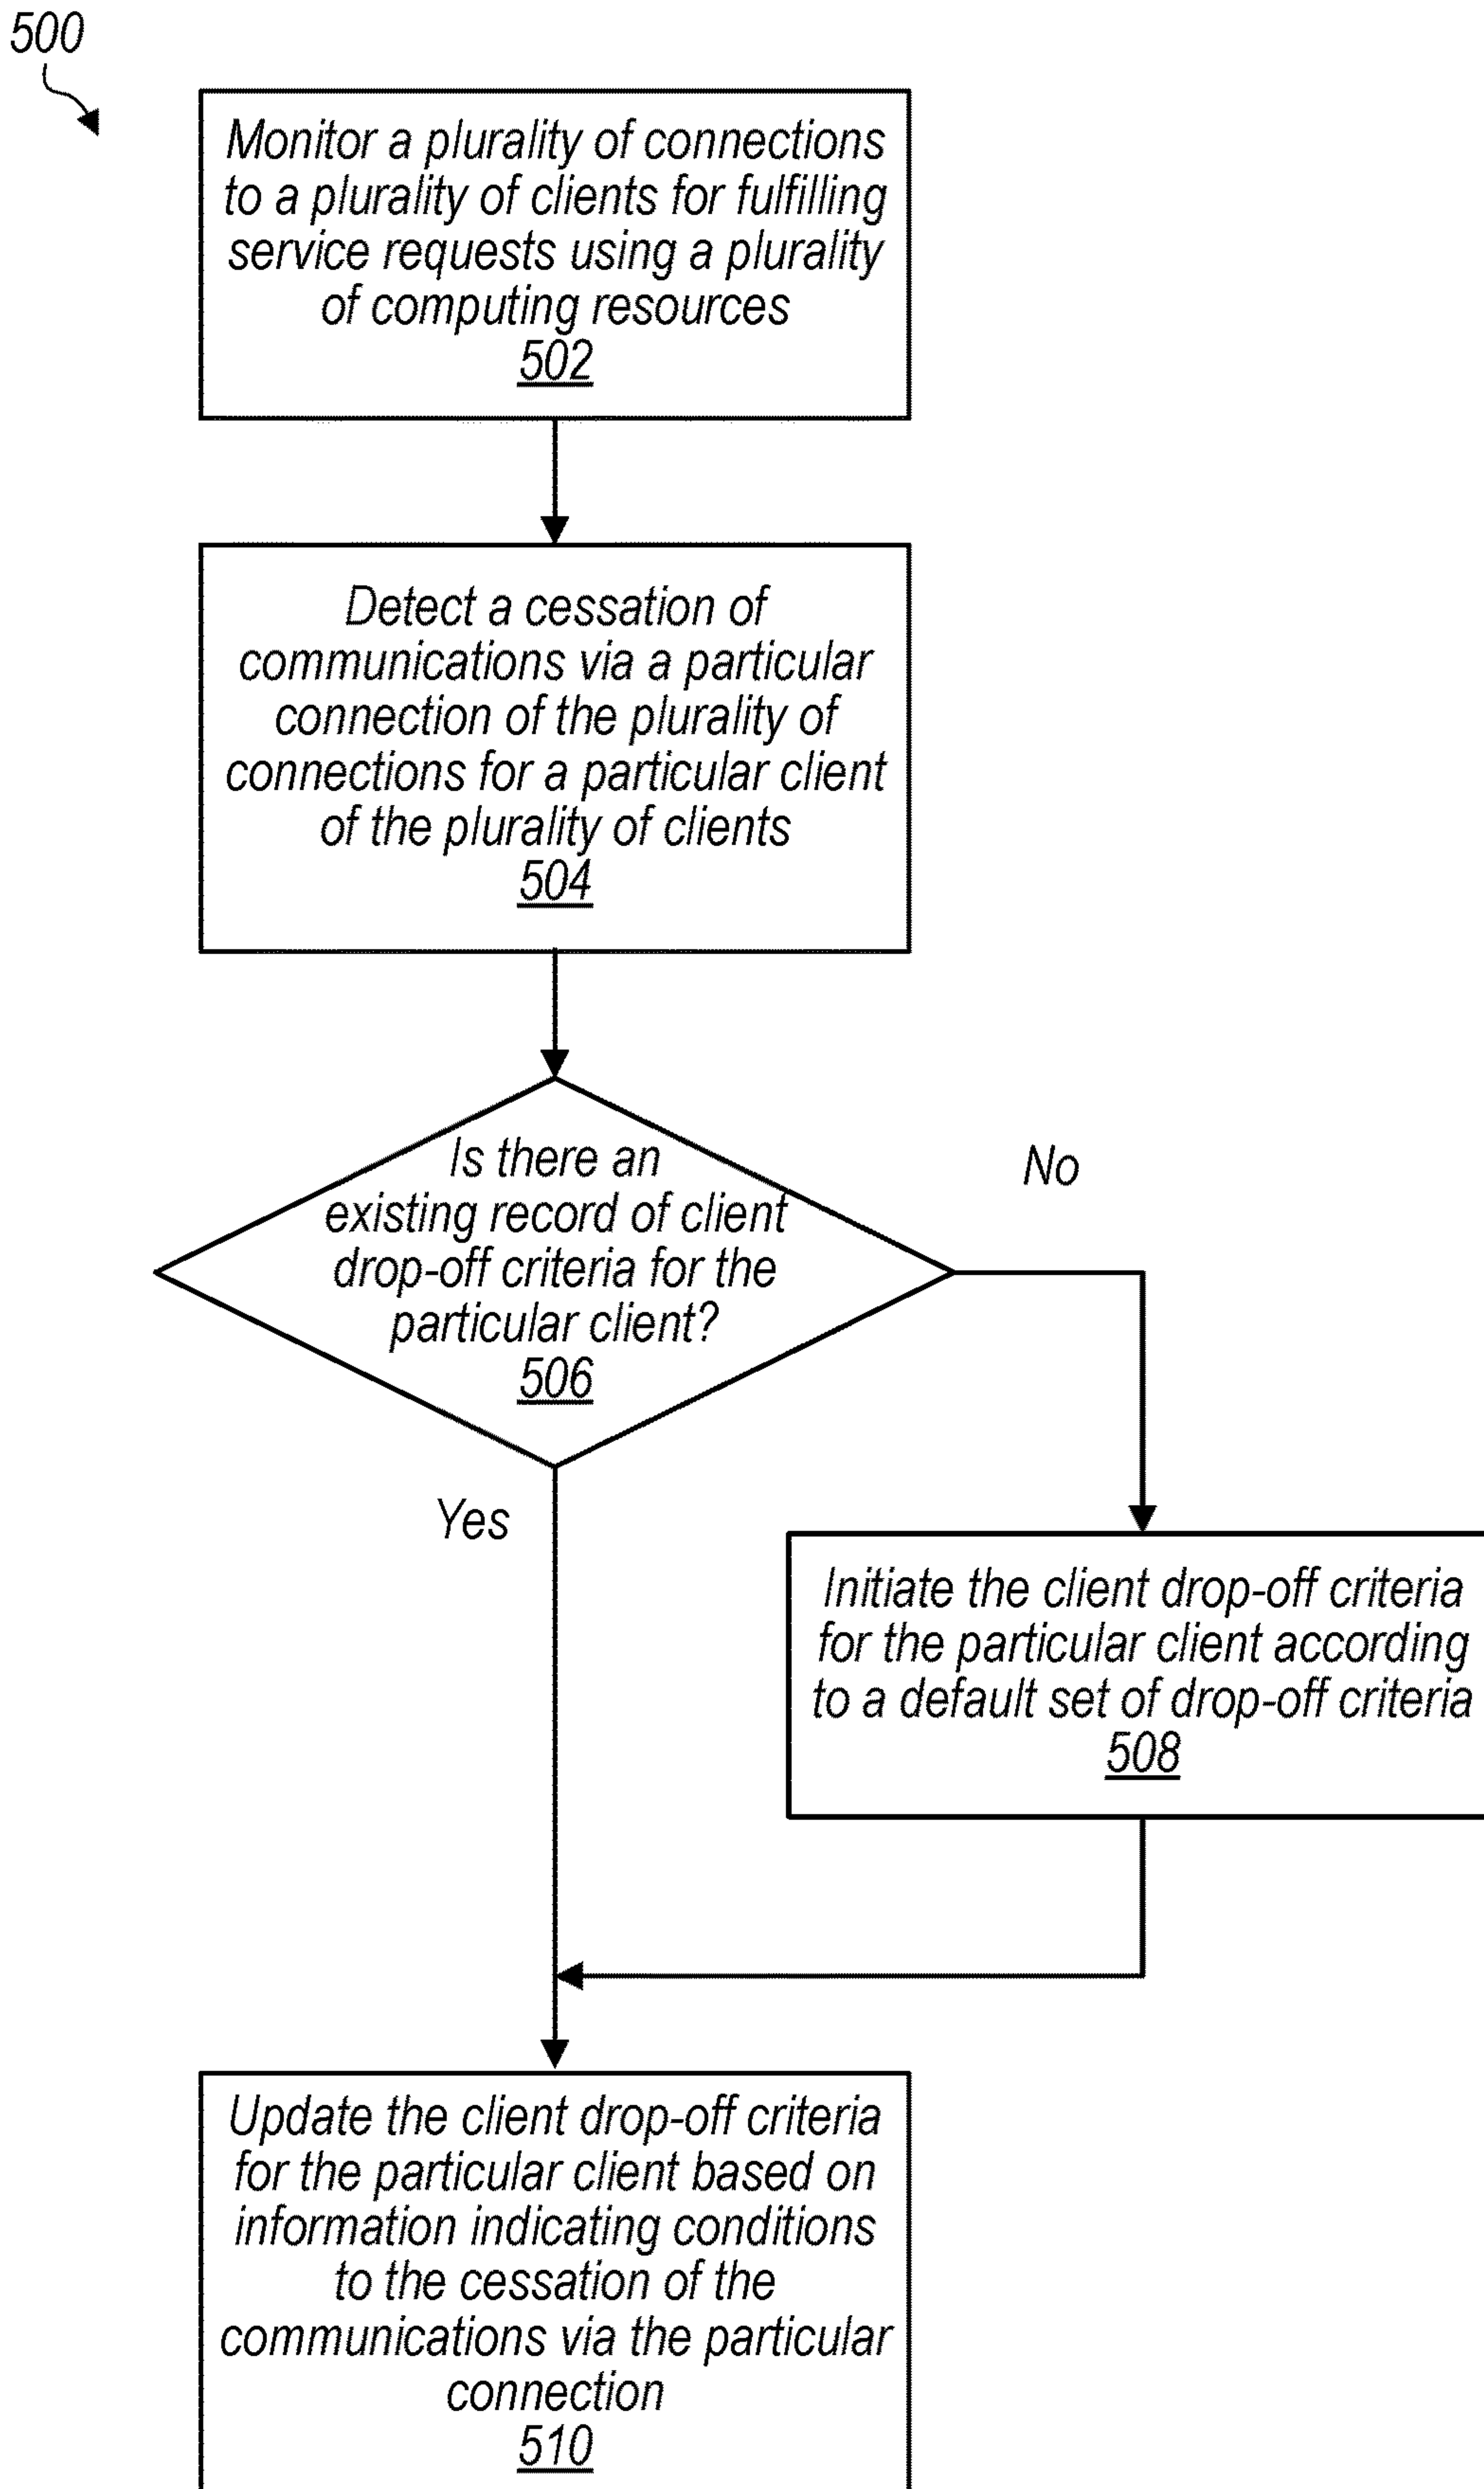 500
Monitor a plurality of connections
to a plurality of clients for fulfilling
service requests using a plurality
of computing resources
502
Detect a cessation of
communications via a particular
connection of the plurality of
connections for a particular client
of the plurality of clients
504
Is there an
existing record of client
drop-off criteria for the
particular client?
506
No
Yes
Initiate the client drop-off criteria
for the particular client according
to a default set of drop-off criteria
508
Update the client drop-off criteria
for the particular client based on
information indicating conditions
to the cessation of the
communications via the particular
connection
510